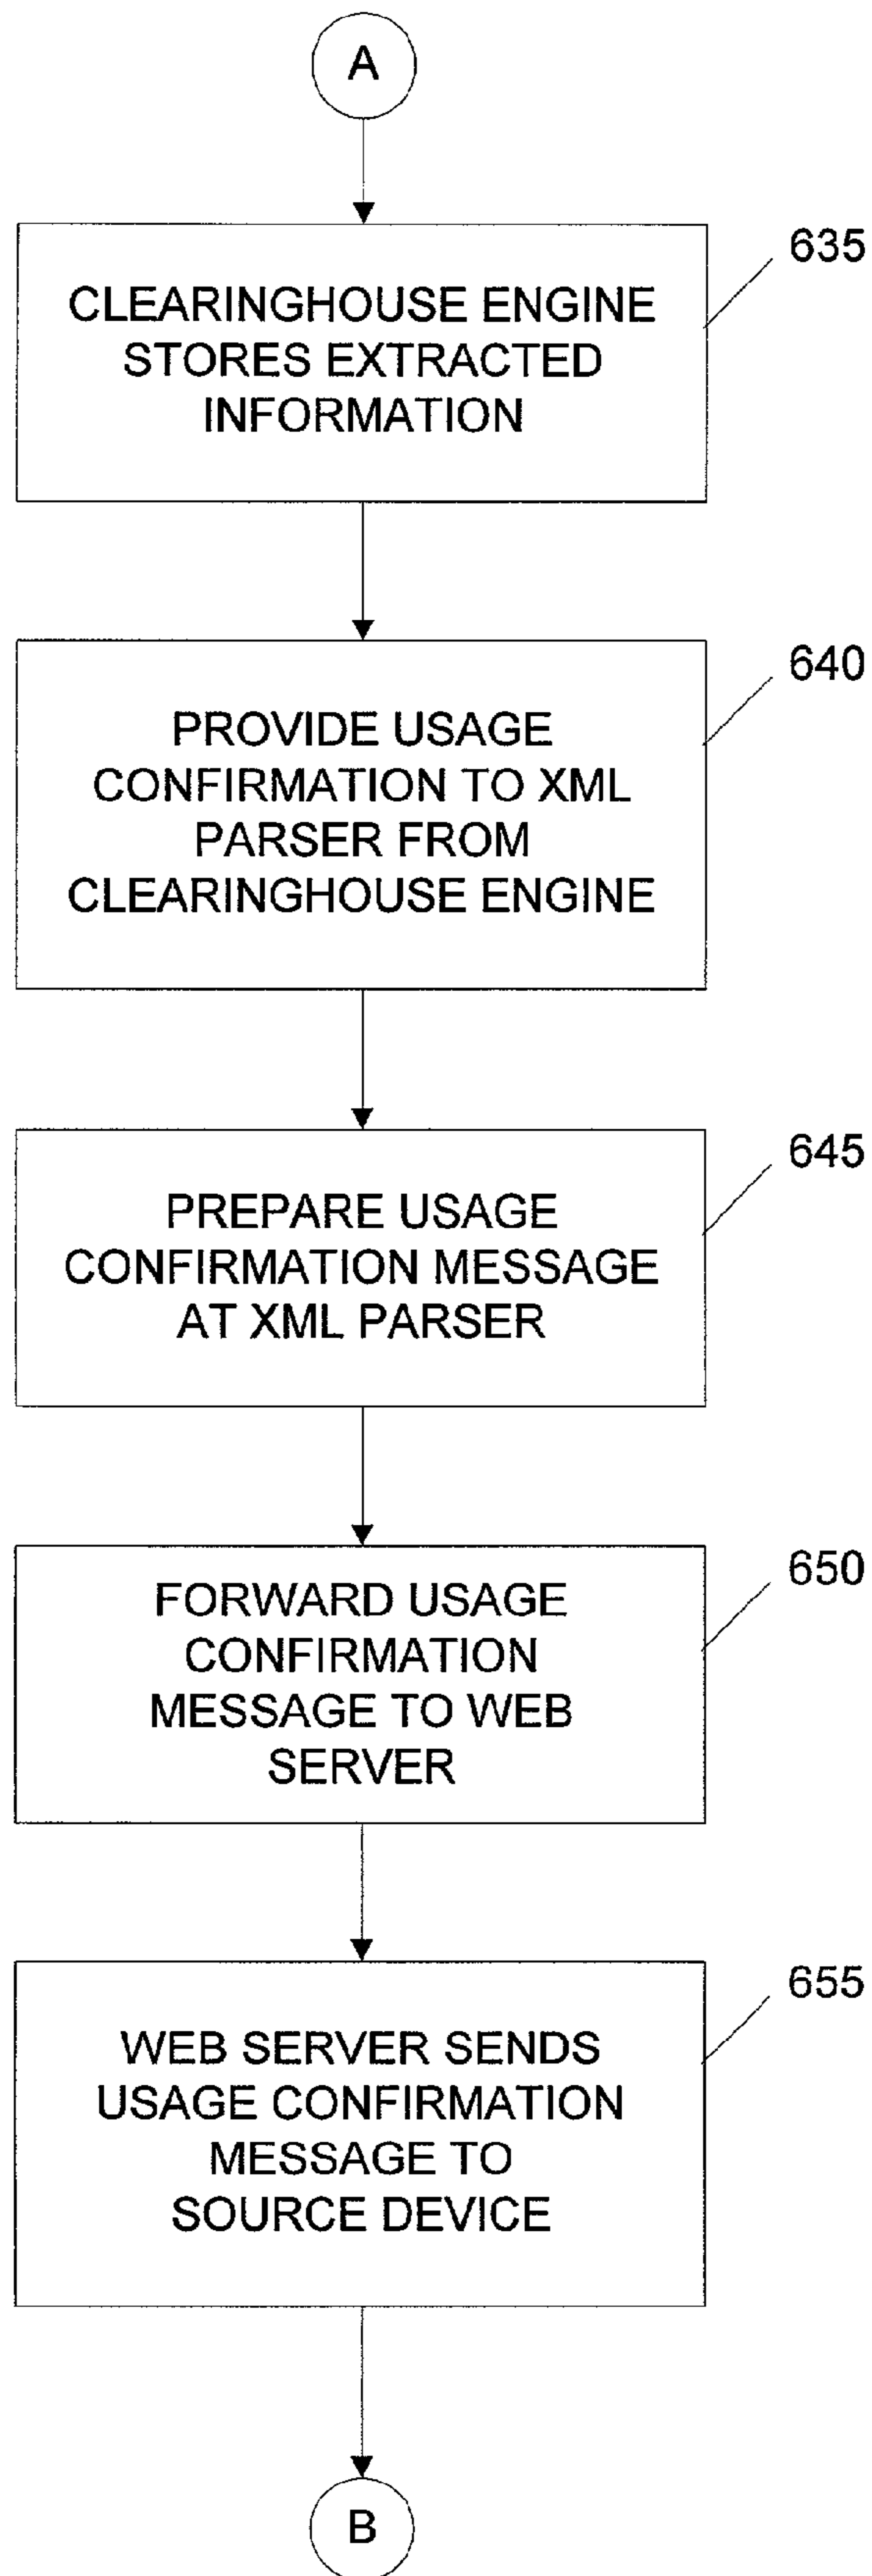 A
635
CLEARINGHOUSE ENGINE
STORES EXTRACTED
INFORMATION
640
PROVIDE USAGE
CONFIRMATION TO XML
PARSER FROM
CLEARINGHOUSE ENGINE
645
PREPARE USAGE
CONFIRMATION MESSAGE
AT XML PARSER
650
FORWARD USAGE
CONFIRMATION
MESSAGE TO WEB
SERVER
655
WEB SERVER SENDS
USAGE CONFIRMATION
MESSAGE TO
SOURCE DEVICE
B